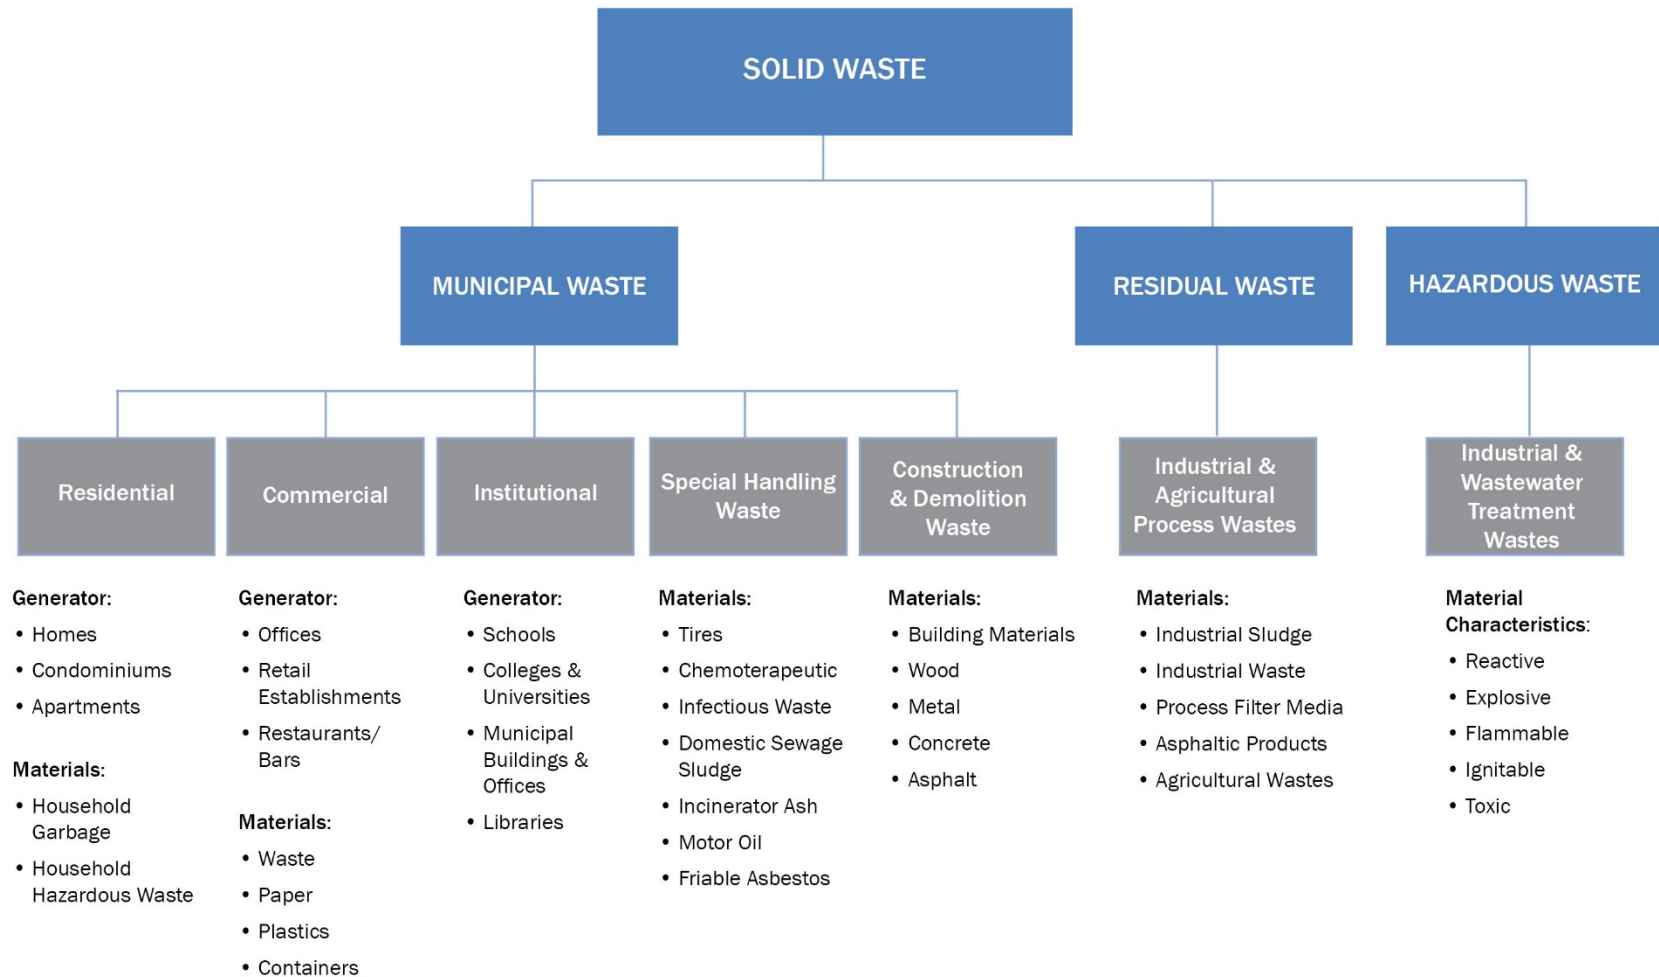 SOLID WASTE
MUNICIPAL WASTE
RESIDUAL WASTE
HAZARDOUS WASTE
Residential
Commercial
Institutional
Special Handling
Waste
Construction
& Demolition
Waste
Industrial &
Agricultural
Process Wastes
Industrial &
Wastewater
Treatment
Wastes
Generator:
• Homes
• Condominiums
• Apartments
Materials:
• Household
Garbage
• Household
Hazardous Waste
Generator:
• Offices
• Retail
Establishments
• Restaurants/
Bars
Materials:
• Waste
• Paper
• Plastics
• Containers
Generator:
• Schools
• Colleges &
Universities
• Municipal
Buildings &
Offices
• Libraries
Materials:
• Tires
• Chemoterapeutic
• Infectious Waste
• Domestic Sewage
Sludge
• Incinerator Ash
• Motor Oil
• Friable Asbestos
Materials:
• Building Materials
• Wood
• Metal
• Concrete
• Asphalt
Materials:
• Industrial Sludge
• Industrial Waste
• Process Filter Media
• Asphaltic Products
• Agricultural Wastes
Material
Characteristics:
• Reactive
• Explosive
• Flammable
• Ignitable
• Toxic